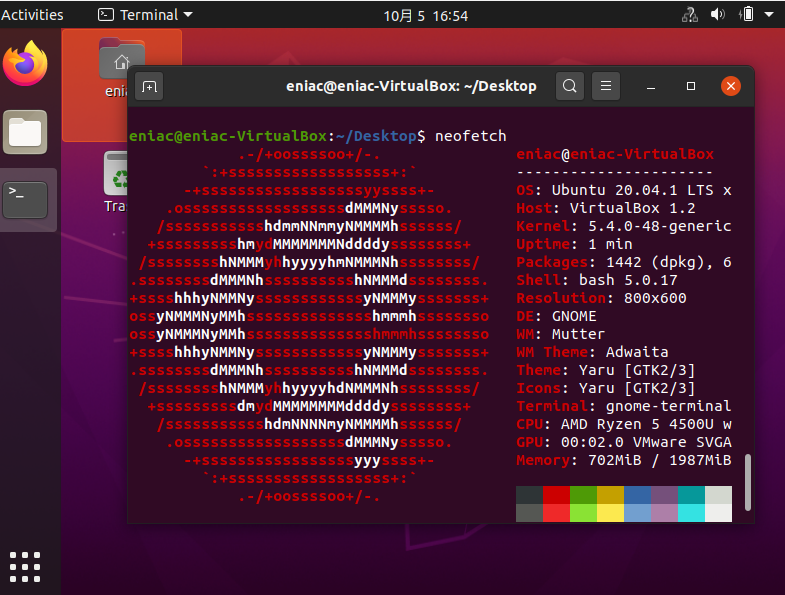 Activities
Terminal
10月 5 16:54
enia
eniac@eniac-VirtualBox: ~/Desktop
Tra
>_
eniac@eniac-VirtualBox:~/Desktop$ neofetch
.-/+oossssoo+/-. eniac@eniac-VirtualBox
`:+ssssssssssssssssss+:` ----------------------
-+ssssssssssssssssssyyssss+- OS: Ubuntu 20.04.1 LTS x
.ossssssssssssssssssdMMMNysssso. Host: VirtualBox 1.2
/ssssssssssshdmmNNmmyNMMMMhssssss/ Kernel: 5.4.0-48-generic
+ssssssssshmydMMMMMMMNddddyssssssss+ Uptime: 1 min
/sssssssshNMMMyhhyyyyhmNMMMNhssssssss/ Packages: 1442 (dpkg), 6
.ssssssssdMMMNhsssssssssshNMMMdssssssss. Shell: bash 5.0.17
+sssshhhyNMMNyssssssssssssyNMMMysssssss+ Resolution: 800x600
ossyNMMMNyMMhsssssssssssssshmmmhssssssso DE: GNOME
ossyNMMMNyMMhsssssssssssssshmmmhssssssso WM: Mutter
+sssshhhyNMMNyssssssssssssyNMMMysssssss+ WM Theme: Adwaita
.ssssssssdMMMNhsssssssssshNMMMdssssssss. Theme: Yaru [GTK2/3]
/sssssssshNMMMyhhyyyyhdNMMMNhssssssss/ Icons: Yaru [GTK2/3]
+sssssssssdmydMMMMMMMMddddyssssssss+ Terminal: gnome-terminal
/ssssssssssshdmNNNNmyNMMMMhssssss/ CPU: AMD Ryzen 5 4500U w
.ossssssssssssssssssdMMMNysssso. GPU: 00:02.0 VMware SVGA
-+sssssssssssssssssyyyssss+- Memory: 702MiB / 1987MiB
`:+ssssssssssssssssss+:`
.-/+oossssoo+/-.